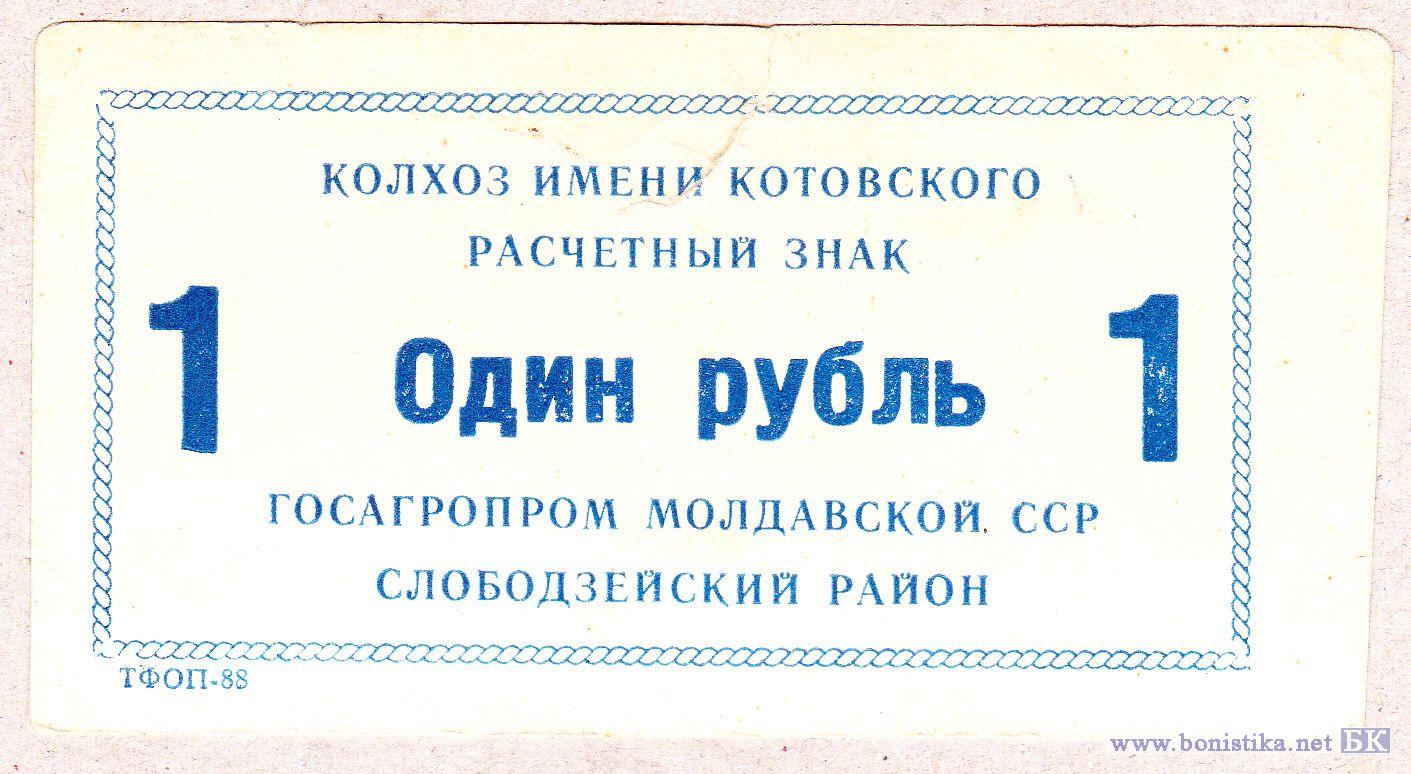 КОЛХОЗ ИМЕНИ КОТОВСКОГО
РАСЧЕТНЫЙ ЗНАК
1 Один рубль 1
ГОСАГРОПРОМ МОЛДАВСКОЙ ССР
СЛОБОДЗЕЙСКИЙ РАЙОН
ТФОП-88
www.bonistika.net БК